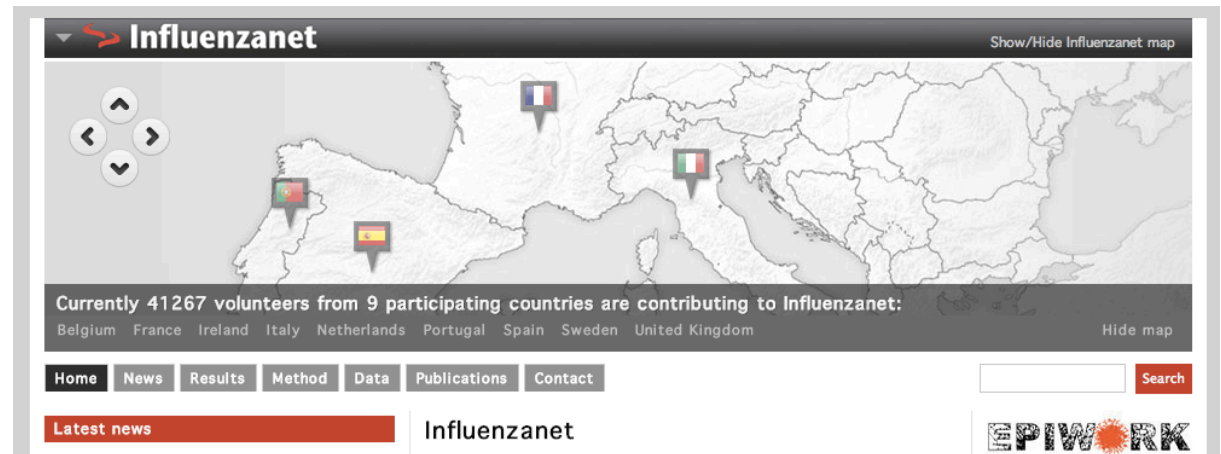 Influenzanet
Show/Hide Influenzanet map
Currently 41267 volunteers from 9 participating countries are contributing to Influenzanet:
Belgium France Ireland Italy Netherlands Portugal Spain Sweden United Kingdom
Hide map
Home News Results Method Data Publications Contact
Search
Latest news
Influenzanet
EPIWORK